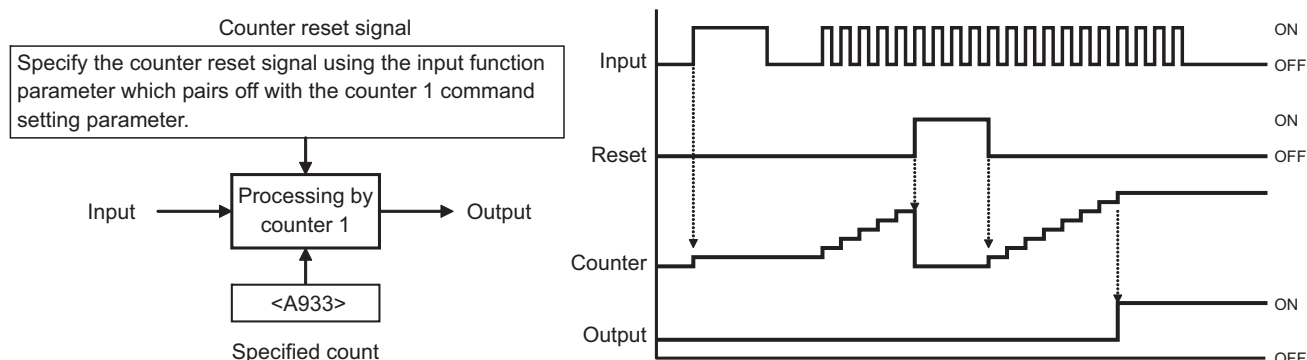 Counter reset signal
Specify the counter reset signal using the input function
parameter which pairs off with the counter 1 command
setting parameter.
Input
Processing by
counter 1
Output
<A933>
Specified count
Input
ON
OFF
Reset
ON
OFF
Counter
Output
ON
OFF